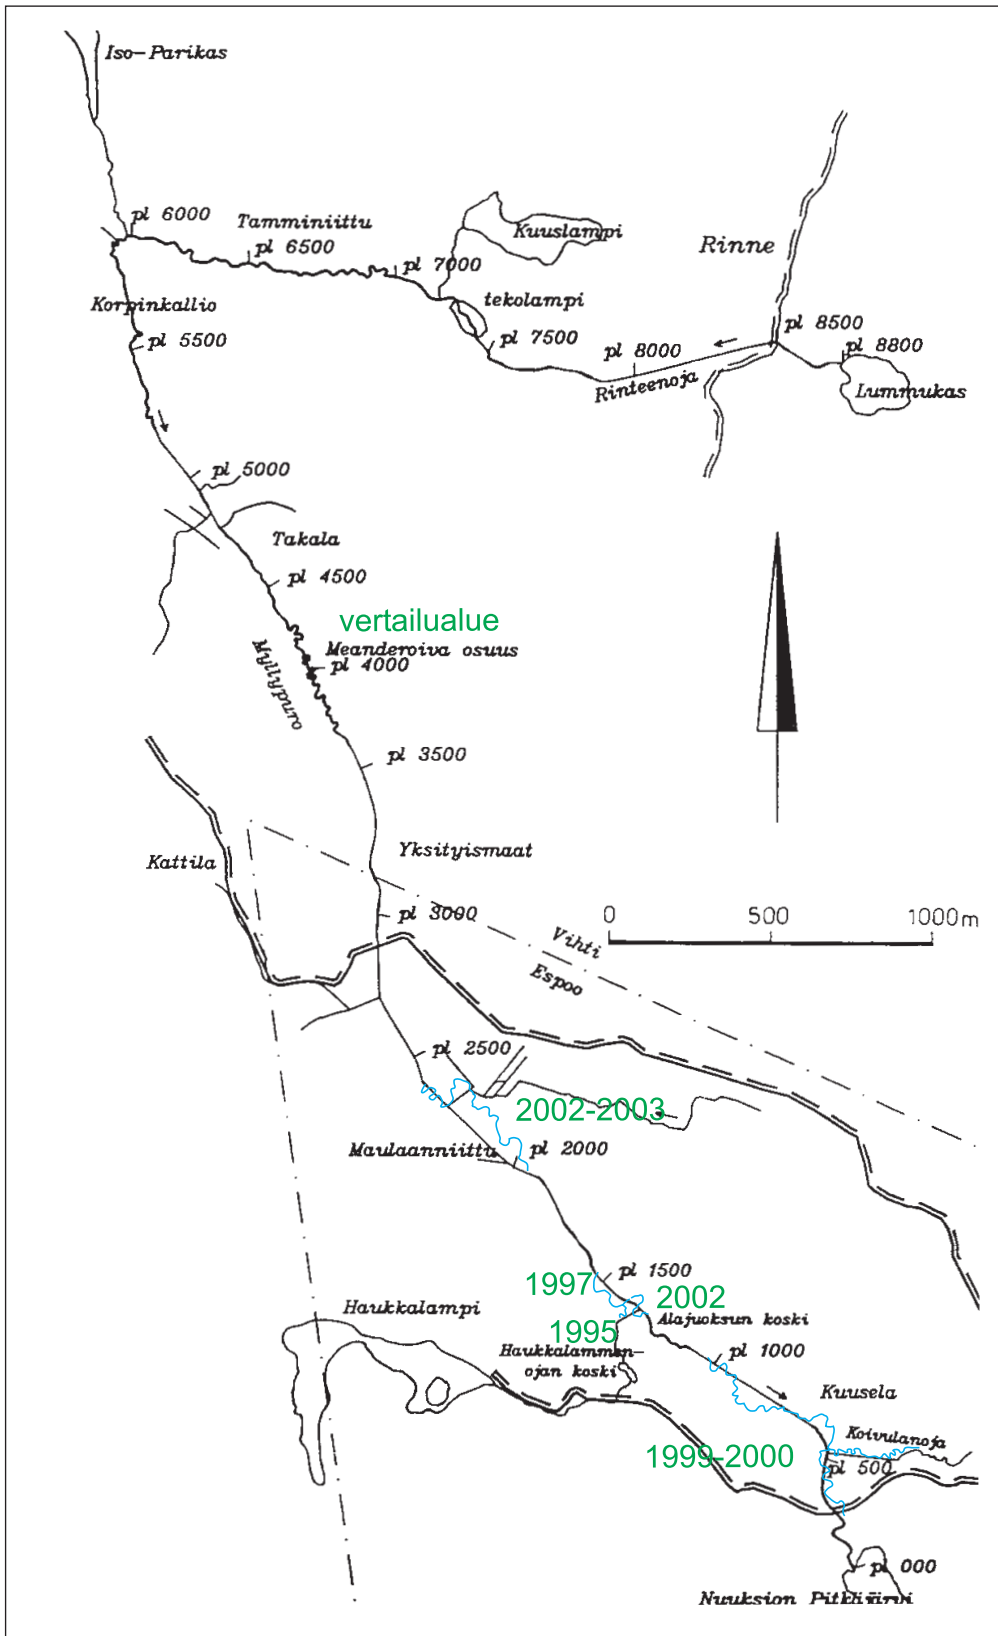 Iso-Parikas
pl 6000
Tamminiittu
pl 6500
Kuuslampi
Rinne
pl 7000
Korpinkallio
tekolampi
pl 5500
pl 7500
pl 8500
pl 8000
pl 8800
Rinteenoja
Lummukas
pl 5000
Takala
pl 4500
vertailualue
Meanderoiva osuus
pl 4000
Myllypuro
pl 3500
Yksityismaat
Kattila
pl 3000
0 500 1000m
Vihti
Espoo
pl 2500
2002-2003
Maulaanniittu
pl 2000
1997
pl 1500
2002
Haukkalampi
Alajuoksun koski
1995
Haukkalammen-
ojan koski
pl 1000
Kuusela
Koivulanoja
1999-2000
pl 500
pl 000
Nuuksion Pitkäjärvi